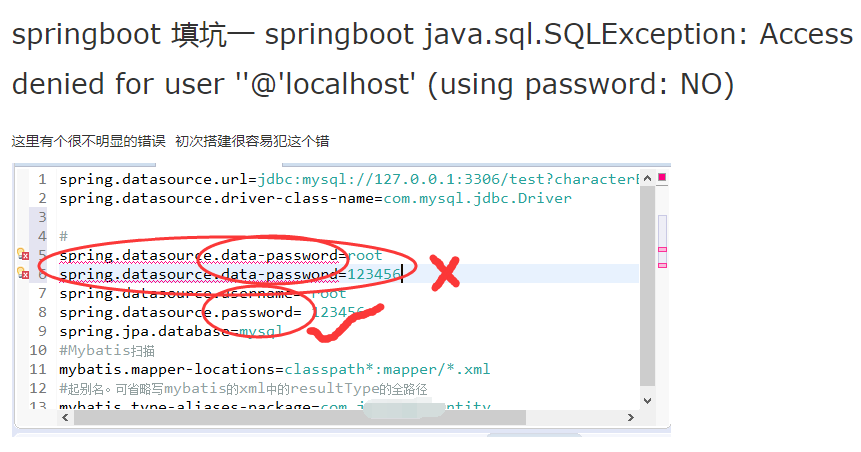 springboot 填坑一 springboot java.sql.SQLException: Access
denied for user ''@'localhost' (using password: NO)
这里有个很不明显的错误 初次搭建很容易犯这个错
1 spring.datasource.url=jdbc:mysql://127.0.0.1:3306/test?character
2 spring.datasource.driver-class-name=com.mysql.jdbc.Driver
3
4 #
5 spring.datasource.data-password=root
6 spring.datasource.data-password=123456
7 spring.datasource.username= root
8 spring.datasource.password= 123456
9 spring.jpa.database=mysql
10 #Mybatis扫描
11 mybatis.mapper-locations=classpath*:mapper/*.xml
12 #起别名。可省略写mybatis的xml中的resultType的全路径
13 mybatis.type-aliases-package=com.